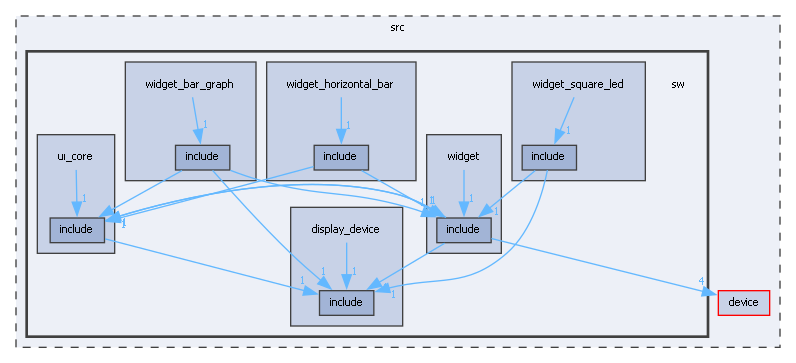 src
widget_bar_graph
widget_horizontal_bar
widget_square_led
sw
1
1
1
include
include
include
ui_core
widget
1
1
1
1
1
1
include
include
display_device
1
1
1
1
1
4
include
device